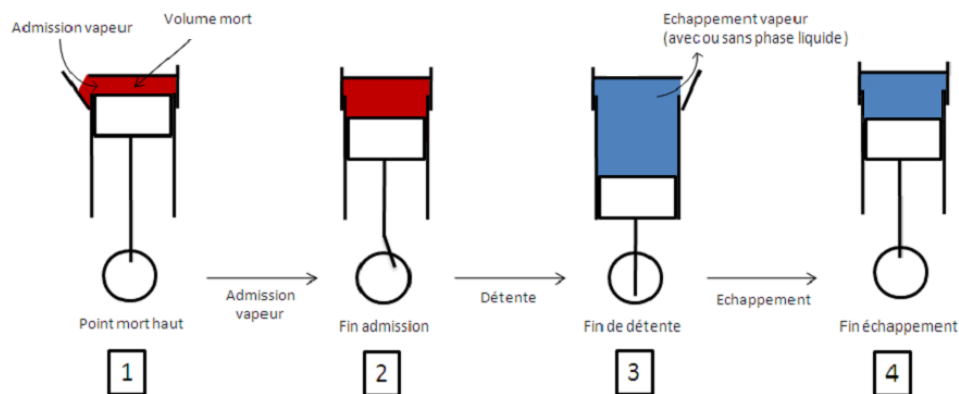 Admission vapeur
Volume mort
Echappement vapeur
(avec ou sans phase liquide)
Admission
vapeur
Détente
Echappement
Point mort haut
Fin admission
Fin de détente
Fin échappement
1
2
3
4